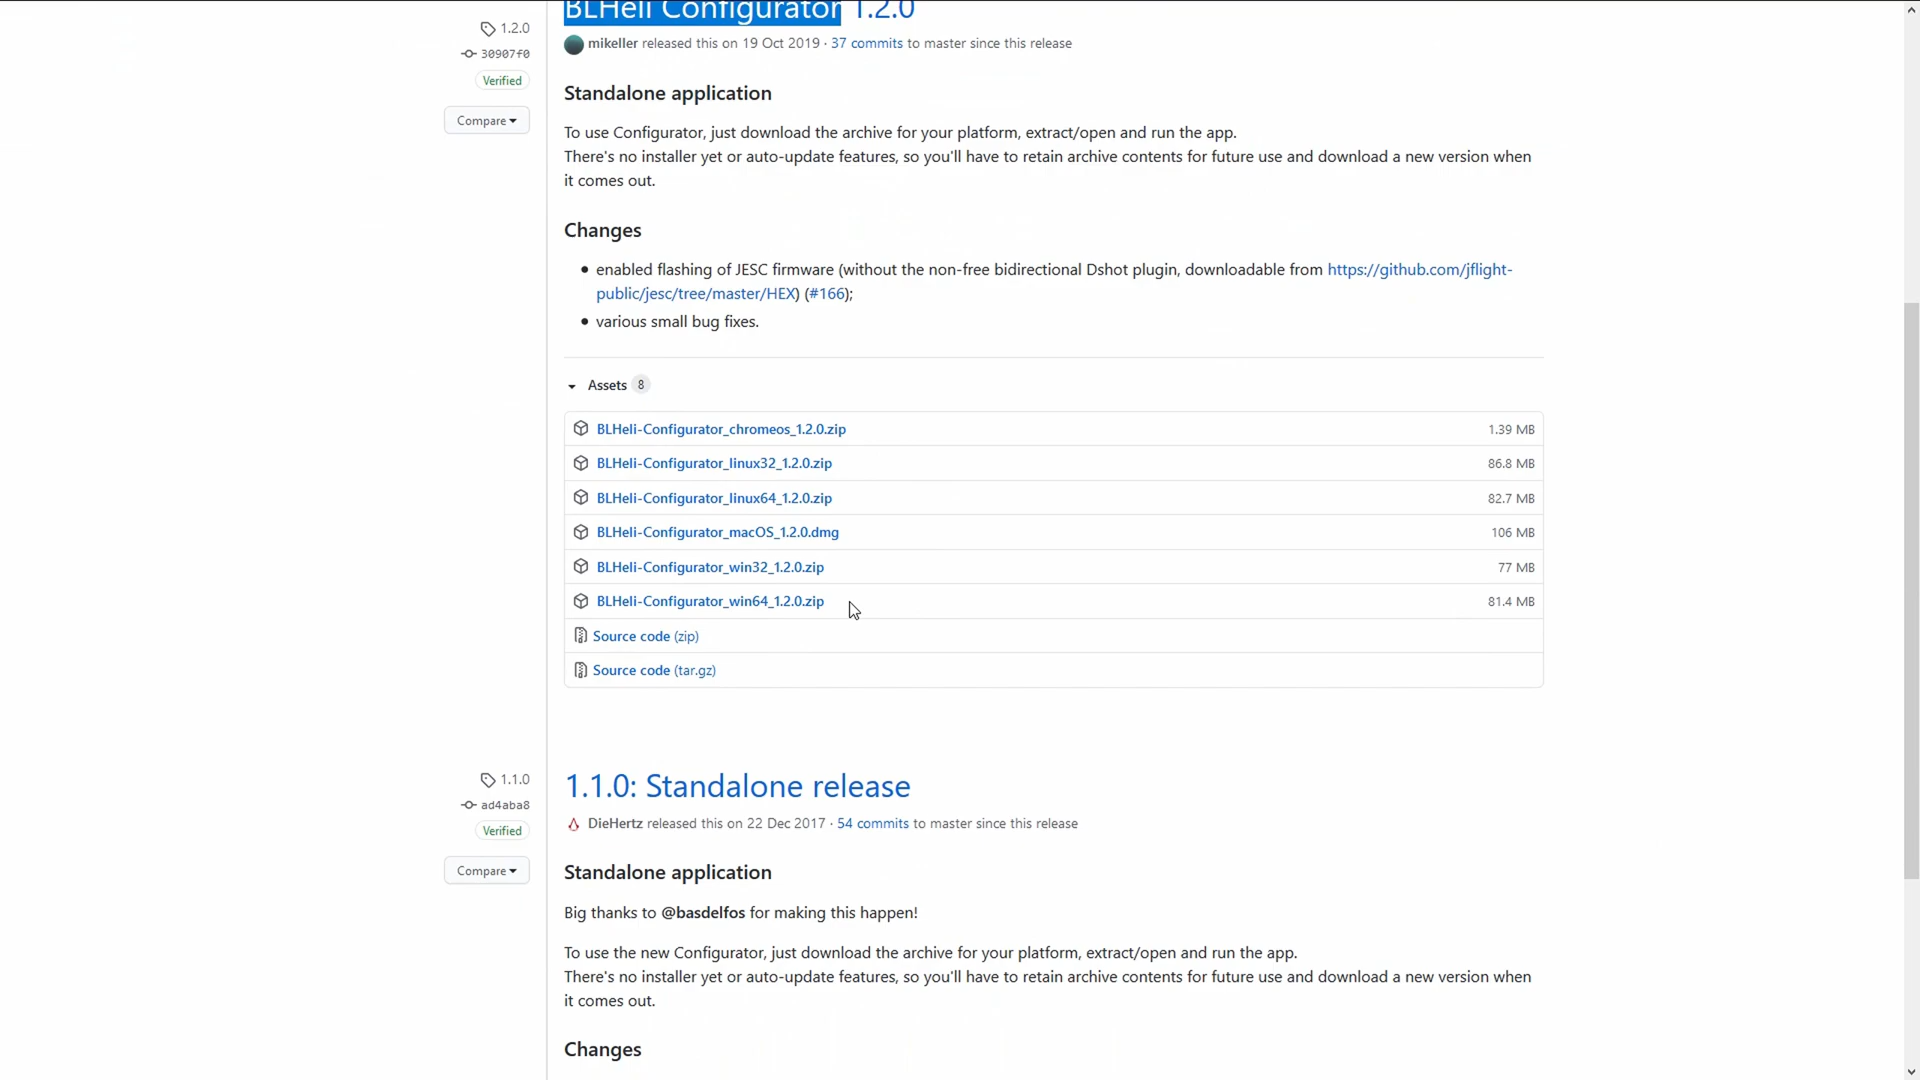 BLHeli Configurator 1.2.0
1.2.0
mikeller released this on 19 Oct 2019 · 37 commits to master since this release
30907f0
Verified
Compare
Standalone application
To use Configurator, just download the archive for your platform, extract/open and run the app.
There's no installer yet or auto-update features, so you'll have to retain archive contents for future use and download a new version when
it comes out.
Changes
• enabled flashing of JESC firmware (without the non-free bidirectional Dshot plugin, downloadable from https://github.com/jflight-
public/jesc/tree/master/HEX) (#166);
• various small bug fixes.
Assets 8
BLHeli-Configurator_chromeos_1.2.0.zip 1.39 MB
BLHeli-Configurator_linux32_1.2.0.zip 86.8 MB
BLHeli-Configurator_linux64_1.2.0.zip 82.7 MB
BLHeli-Configurator_macOS_1.2.0.dmg 106 MB
BLHeli-Configurator_win32_1.2.0.zip 77 MB
BLHeli-Configurator_win64_1.2.0.zip 81.4 MB
Source code (zip)
Source code (tar.gz)
1.1.0
1.1.0: Standalone release
ad4aba8
DieHertz released this on 22 Dec 2017 · 54 commits to master since this release
Verified
Compare
Standalone application
Big thanks to @basdelfos for making this happen!
To use the new Configurator, just download the archive for your platform, extract/open and run the app.
There's no installer yet or auto-update features, so you'll have to retain archive contents for future use and download a new version when
it comes out.
Changes